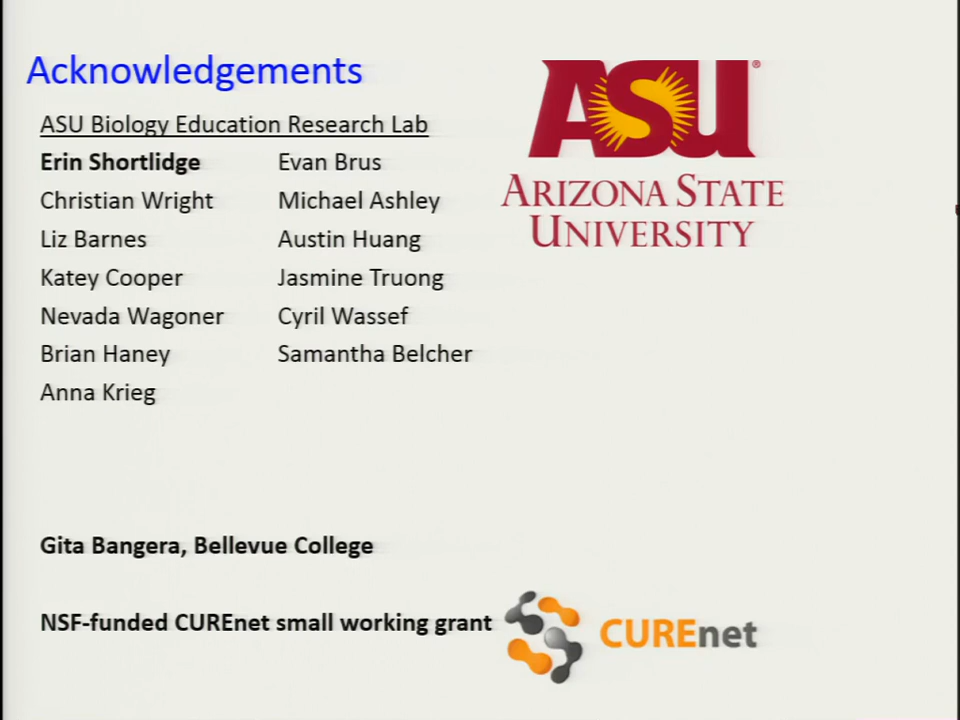 Acknowledgements
ASU Biology Education Research Lab
Erin Shortlidge
Christian Wright
Liz Barnes
Katey Cooper
Nevada Wagoner
Brian Haney
Anna Krieg
Evan Brus
Michael Ashley
Austin Huang
Jasmine Truong
Cyril Wassef
Samantha Belcher
ASU®
ARIZONA STATE
UNIVERSITY
Gita Bangera, Bellevue College
NSF-funded CUREnet small working grant
CUREnet